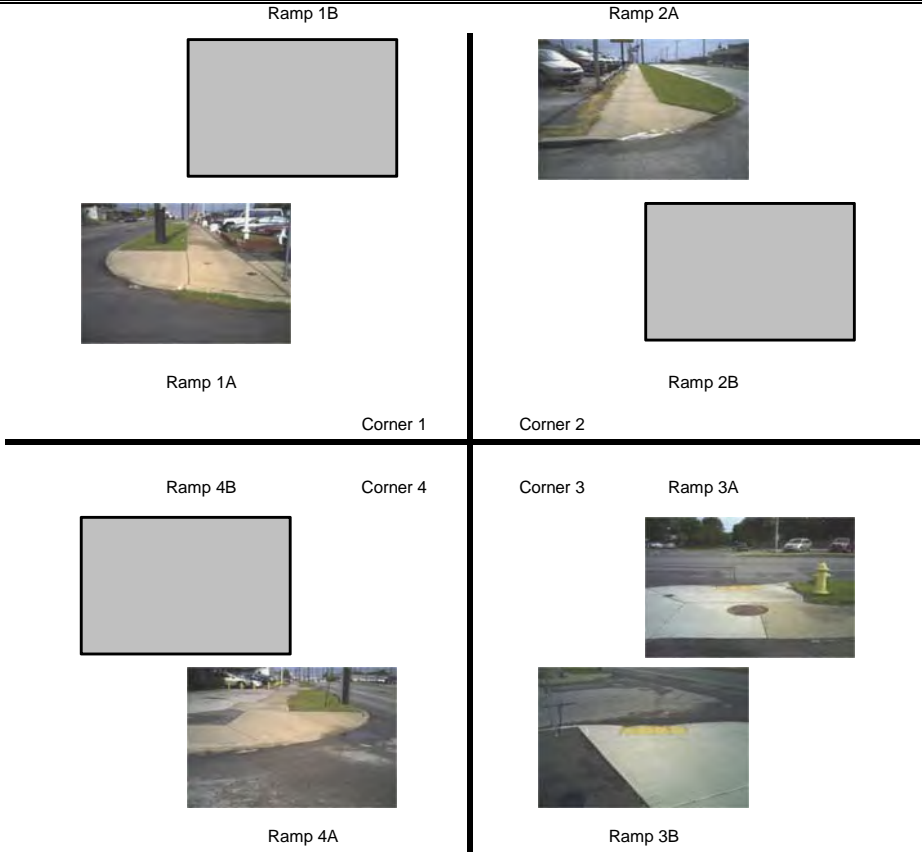 Ramp 1B
Ramp 2A
Ramp 1A
Ramp 2B
Corner 1
Corner 2
Ramp 4B
Corner 4
Corner 3
Ramp 3A
Ramp 4A
Ramp 3B